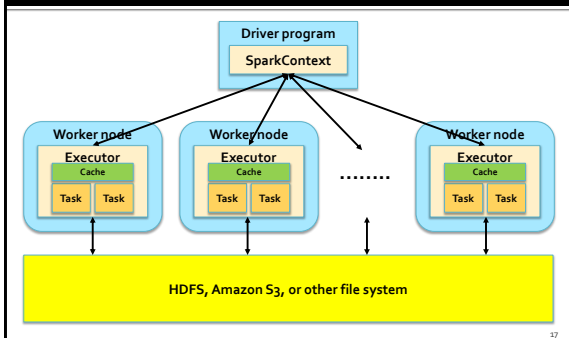 Driver program
SparkContext
Worker node
Worker node
Worker node
Executor
Executor
Executor
Cache
Cache
........
Cache
Task Task
Task Task
Task Task
HDFS, Amazon S3, or other file system
17